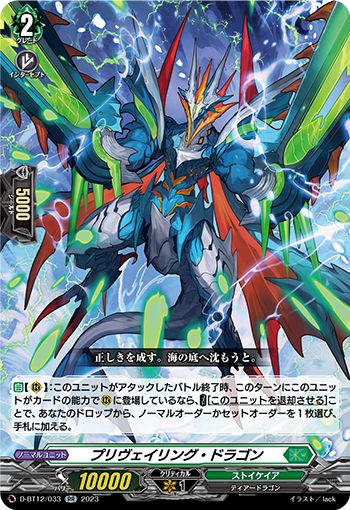 2
グレード
インターセプト
5000
シールド
正しきを成す。海の底へ沈もうと。
自【R】:このユニットがアタックしたバトル終了時、このターンにこのユニットがカードの能力でRに登場しているなら、コスト[このユニットを退却させる]ことで、あなたのドロップから、ノーマルオーダーかセットオーダーを1枚選び、手札に加える。
ノーマルユニット
プリヴェイリング・ドラゴン
パワー
10000
クリティカル
1
ストイケイア
ティアードラゴン
D-BT12/033 RR 2023
イラスト/lack